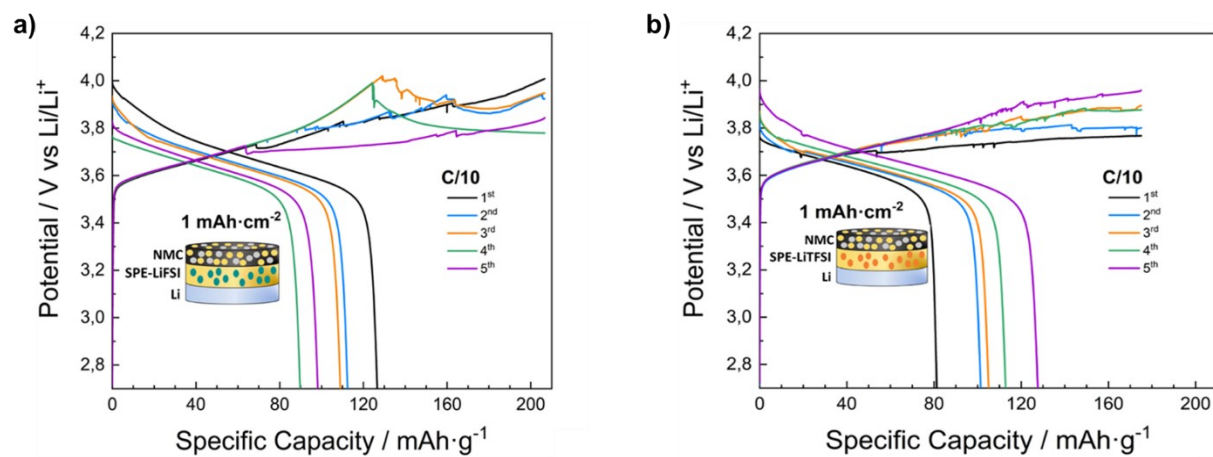 a)
Potential / V vs Li/Li⁺
4,2
4,0
3,8
3,6
3,4
3,2
3,0
2,8
0 40 80 120 160 200
Specific Capacity / mAh·g⁻¹
1 mAh·cm⁻²
NMC
SPE-LiFSI
Li
C/10
1ˢᵗ
2ⁿᵈ
3ʳᵈ
4ᵗʰ
5ᵗʰ
b)
Potential / V vs Li/Li⁺
4,2
4,0
3,8
3,6
3,4
3,2
3,0
2,8
0 40 80 120 160 200
Specific Capacity / mAh·g⁻¹
1 mAh·cm⁻²
NMC
SPE-LiTFSI
Li
C/10
1ˢᵗ
2ⁿᵈ
3ʳᵈ
4ᵗʰ
5ᵗʰ